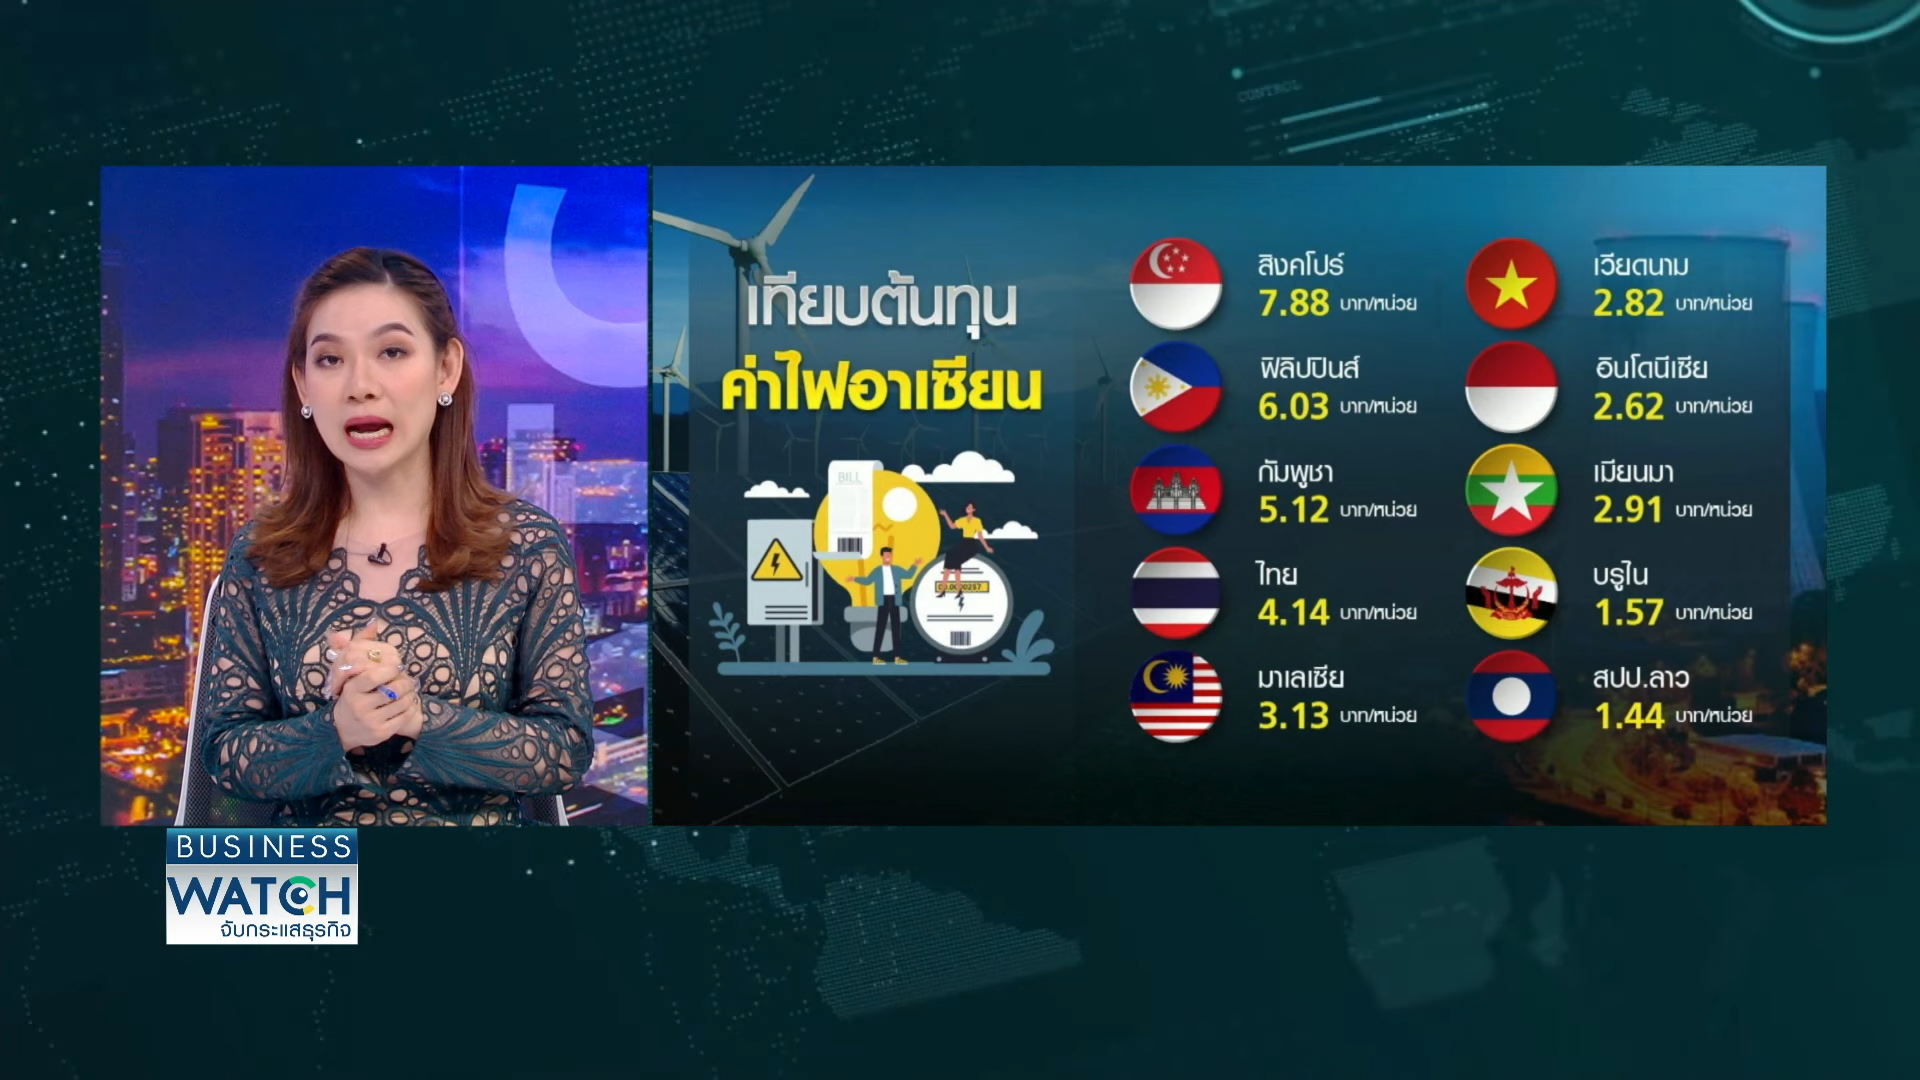 CONTROL
เทียบต้นทุน
ค่าไฟอาเซียน
BILL
สิงคโปร์
7.88 บาท/หน่วย
ฟิลิปปินส์
6.03 บาท/หน่วย
กัมพูชา
5.12 บาท/หน่วย
ไทย
4.14 บาท/หน่วย
มาเลเซีย
3.13 บาท/หน่วย
เวียดนาม
2.82 บาท/หน่วย
อินโดนีเซีย
2.62 บาท/หน่วย
เมียนมา
2.91 บาท/หน่วย
บรูไน
1.57 บาท/หน่วย
สปป.ลาว
1.44 บาท/หน่วย
BUSINESS
WATCH
จับกระแสธุรกิจ